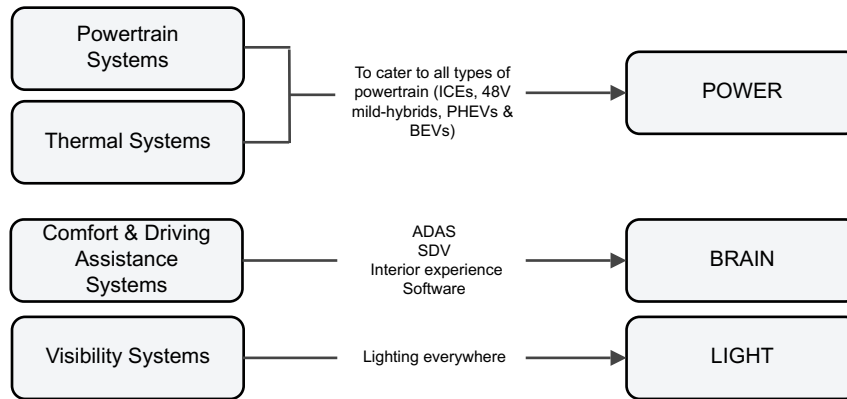 Powertrain
Systems
To cater to all types of
powertrain (ICEs, 48V
mild-hybrids, PHEVs &
BEVs)
POWER
Thermal Systems
Comfort & Driving
Assistance
Systems
ADAS
SDV
Interior experience
Software
BRAIN
Visibility Systems
Lighting everywhere
LIGHT